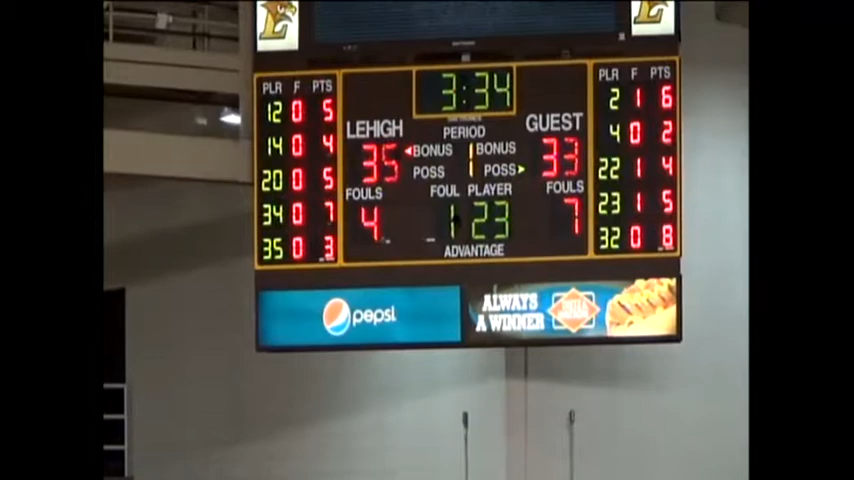 L L
PLR F PTS
12 0 5
14 0 4
20 0 5
34 0 7
35 0 3
3:34
PERIOD
LEHIGH
35
BONUS 1 BONUS
POSS POSS
GUEST
33
FOULS
4
FOUL PLAYER
1 23
ADVANTAGE
FOULS
7
PLR F PTS
2 1 6
4 0 2
22 1 4
23 1 5
32 0 8
pepsi
ALWAYS
A WINNER